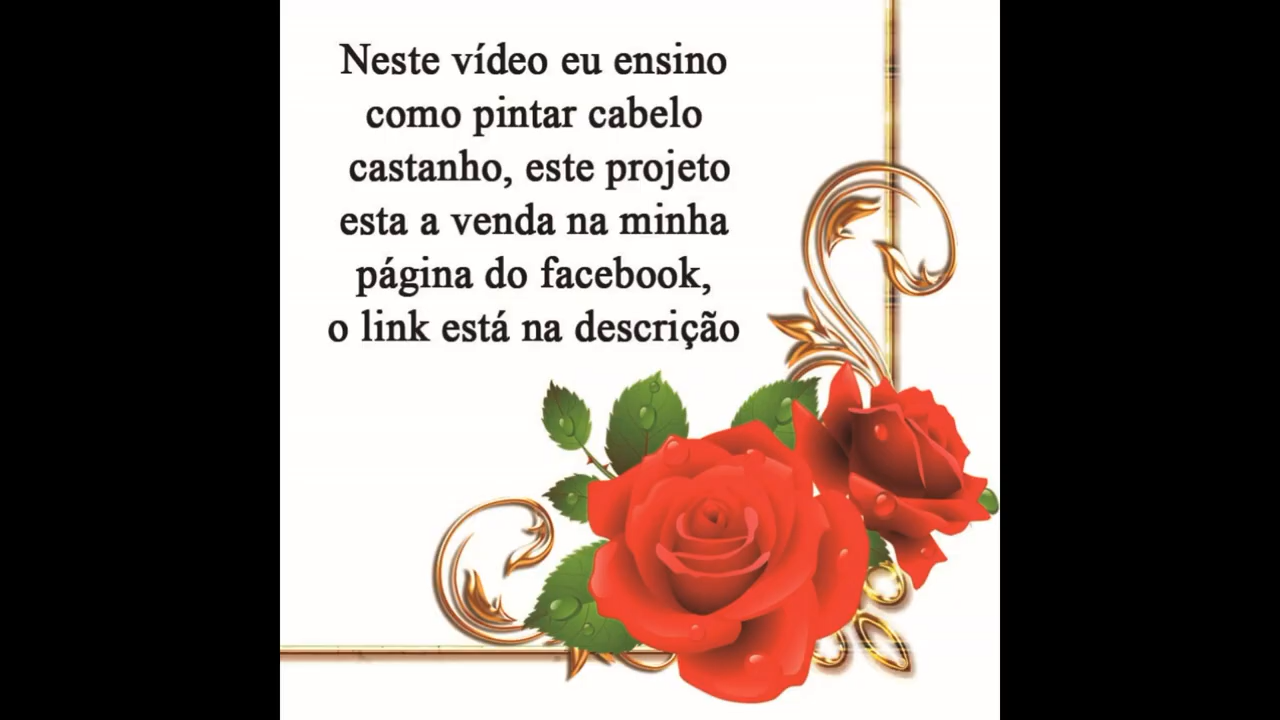 Neste vídeo eu ensino
como pintar cabelo
castanho, este projeto
esta a venda na minha
página do facebook,
o link está na descrição